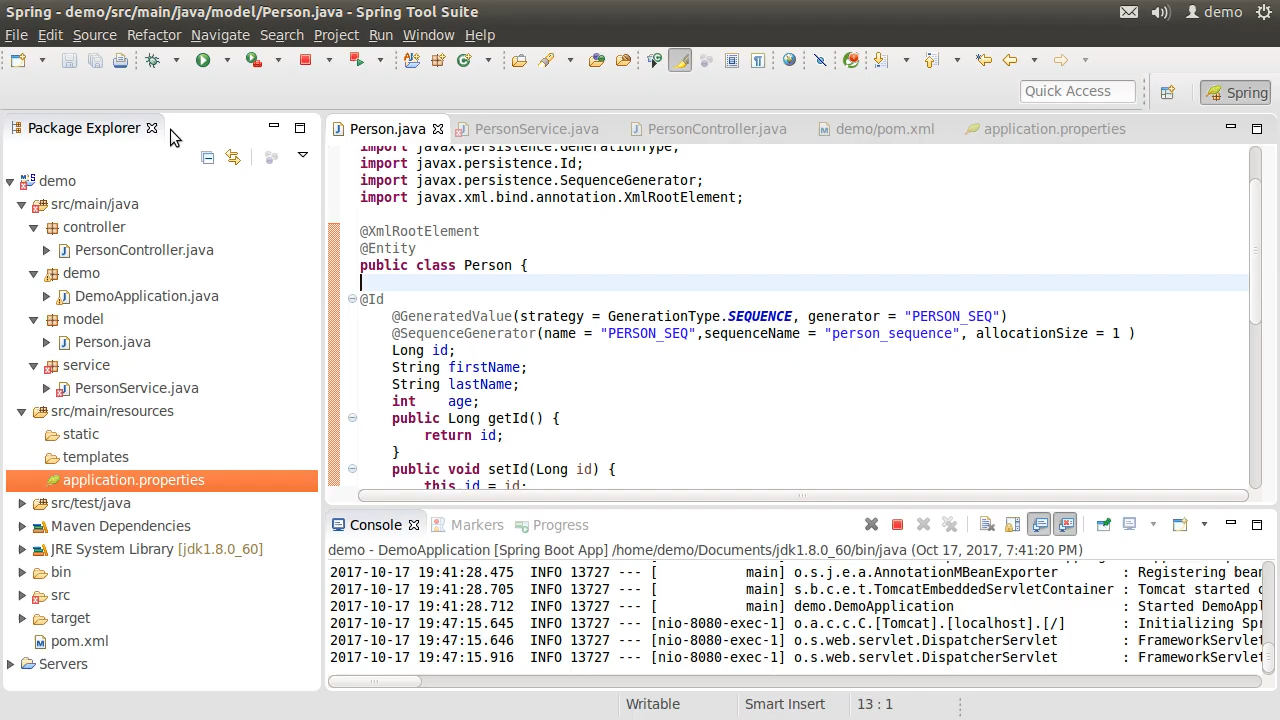 Spring - demo/src/main/java/model/Person.java - Spring Tool Suite
demo
File Edit Source Refactor Navigate Search Project Run Window Help
Quick Access
Spring
Package Explorer
demo
src/main/java
controller
PersonController.java
demo
DemoApplication.java
model
Person.java
service
PersonService.java
src/main/resources
static
templates
application.properties
src/test/java
Maven Dependencies
JRE System Library [jdk1.8.0_60]
bin
src
target
pom.xml
Servers
Person.java PersonService.java PersonController.java demo/pom.xml application.properties
import javax.persistence.GenerationType;
import javax.persistence.Id;
import javax.persistence.SequenceGenerator;
import javax.xml.bind.annotation.XmlRootElement;
@XmlRootElement
@Entity
public class Person {
@Id
@GeneratedValue(strategy = GenerationType.SEQUENCE, generator = "PERSON_SEQ")
@SequenceGenerator(name = "PERSON_SEQ",sequenceName = "person_sequence", allocationSize = 1 )
Long id;
String firstName;
String lastName;
int    age;
public Long getId() {
return id;
}
public void setId(Long id) {
this.id = id;
Console Markers Progress
demo - DemoApplication [Spring Boot App] /home/demo/Documents/jdk1.8.0_60/bin/java (Oct 17, 2017, 7:41:20 PM)
2017-10-17 19:41:28.475  INFO 13727 --- [           main] o.s.j.e.a.AnnotationMBeanExporter        : Registering bean
2017-10-17 19:41:28.705  INFO 13727 --- [           main] s.b.c.e.t.TomcatEmbeddedServletContainer : Tomcat started o
2017-10-17 19:41:28.712  INFO 13727 --- [           main] demo.DemoApplication                     : Started DemoAppl
2017-10-17 19:47:15.645  INFO 13727 --- [nio-8080-exec-1] o.a.c.c.C.[Tomcat].[localhost].[/]       : Initializing Spr
2017-10-17 19:47:15.646  INFO 13727 --- [nio-8080-exec-1] o.s.web.servlet.DispatcherServlet        : FrameworkServlet
2017-10-17 19:47:15.916  INFO 13727 --- [nio-8080-exec-1] o.s.web.servlet.DispatcherServlet        : FrameworkServlet
Writable Smart Insert 13 : 1